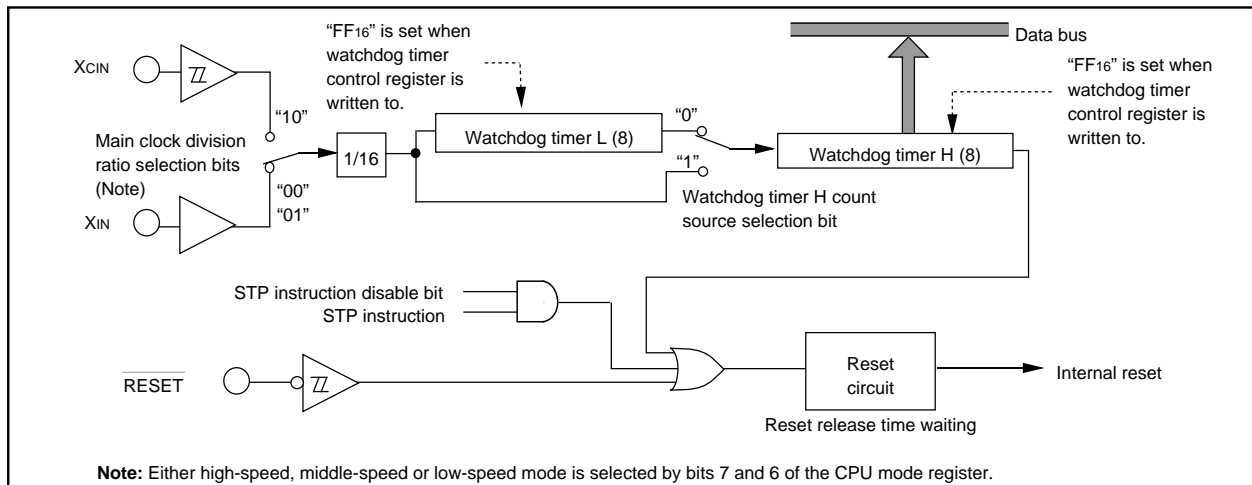 XCIN
“10”
Main clock division
ratio selection bits
(Note)
“00”
“01”
XIN
1/16
“FF16” is set when
watchdog timer
control register is
written to.
Watchdog timer L (8)
“0”
“1”
Watchdog timer H count
source selection bit
Data bus
“FF16” is set when
watchdog timer
control register is
written to.
Watchdog timer H (8)
STP instruction disable bit
STP instruction
RESET
Reset
circuit
Internal reset
Reset release time waiting
Note: Either high-speed, middle-speed or low-speed mode is selected by bits 7 and 6 of the CPU mode register.